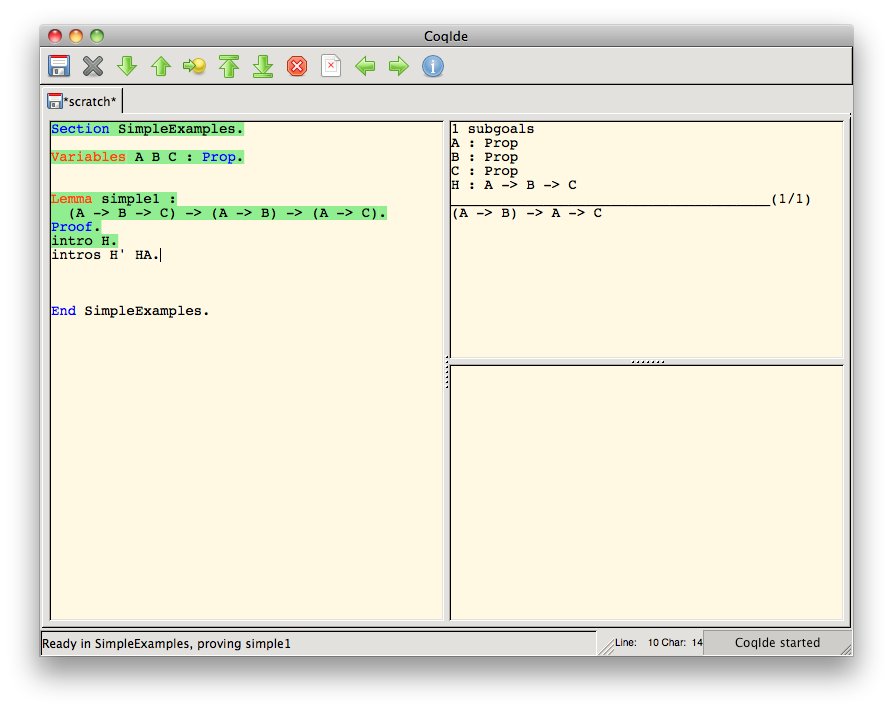 CoqIde
*scratch*
Section SimpleExamples.
Variables A B C : Prop.
Lemma simple1 :
(A -> B -> C) -> (A -> B) -> (A -> C).
Proof.
intro H.
intros H' HA.
End SimpleExamples.
1 subgoals
A : Prop
B : Prop
C : Prop
H : A -> B -> C
______________________________________(1/1)
(A -> B) -> A -> C
Ready in SimpleExamples, proving simple1
Line: 10 Char: 14
CoqIde started